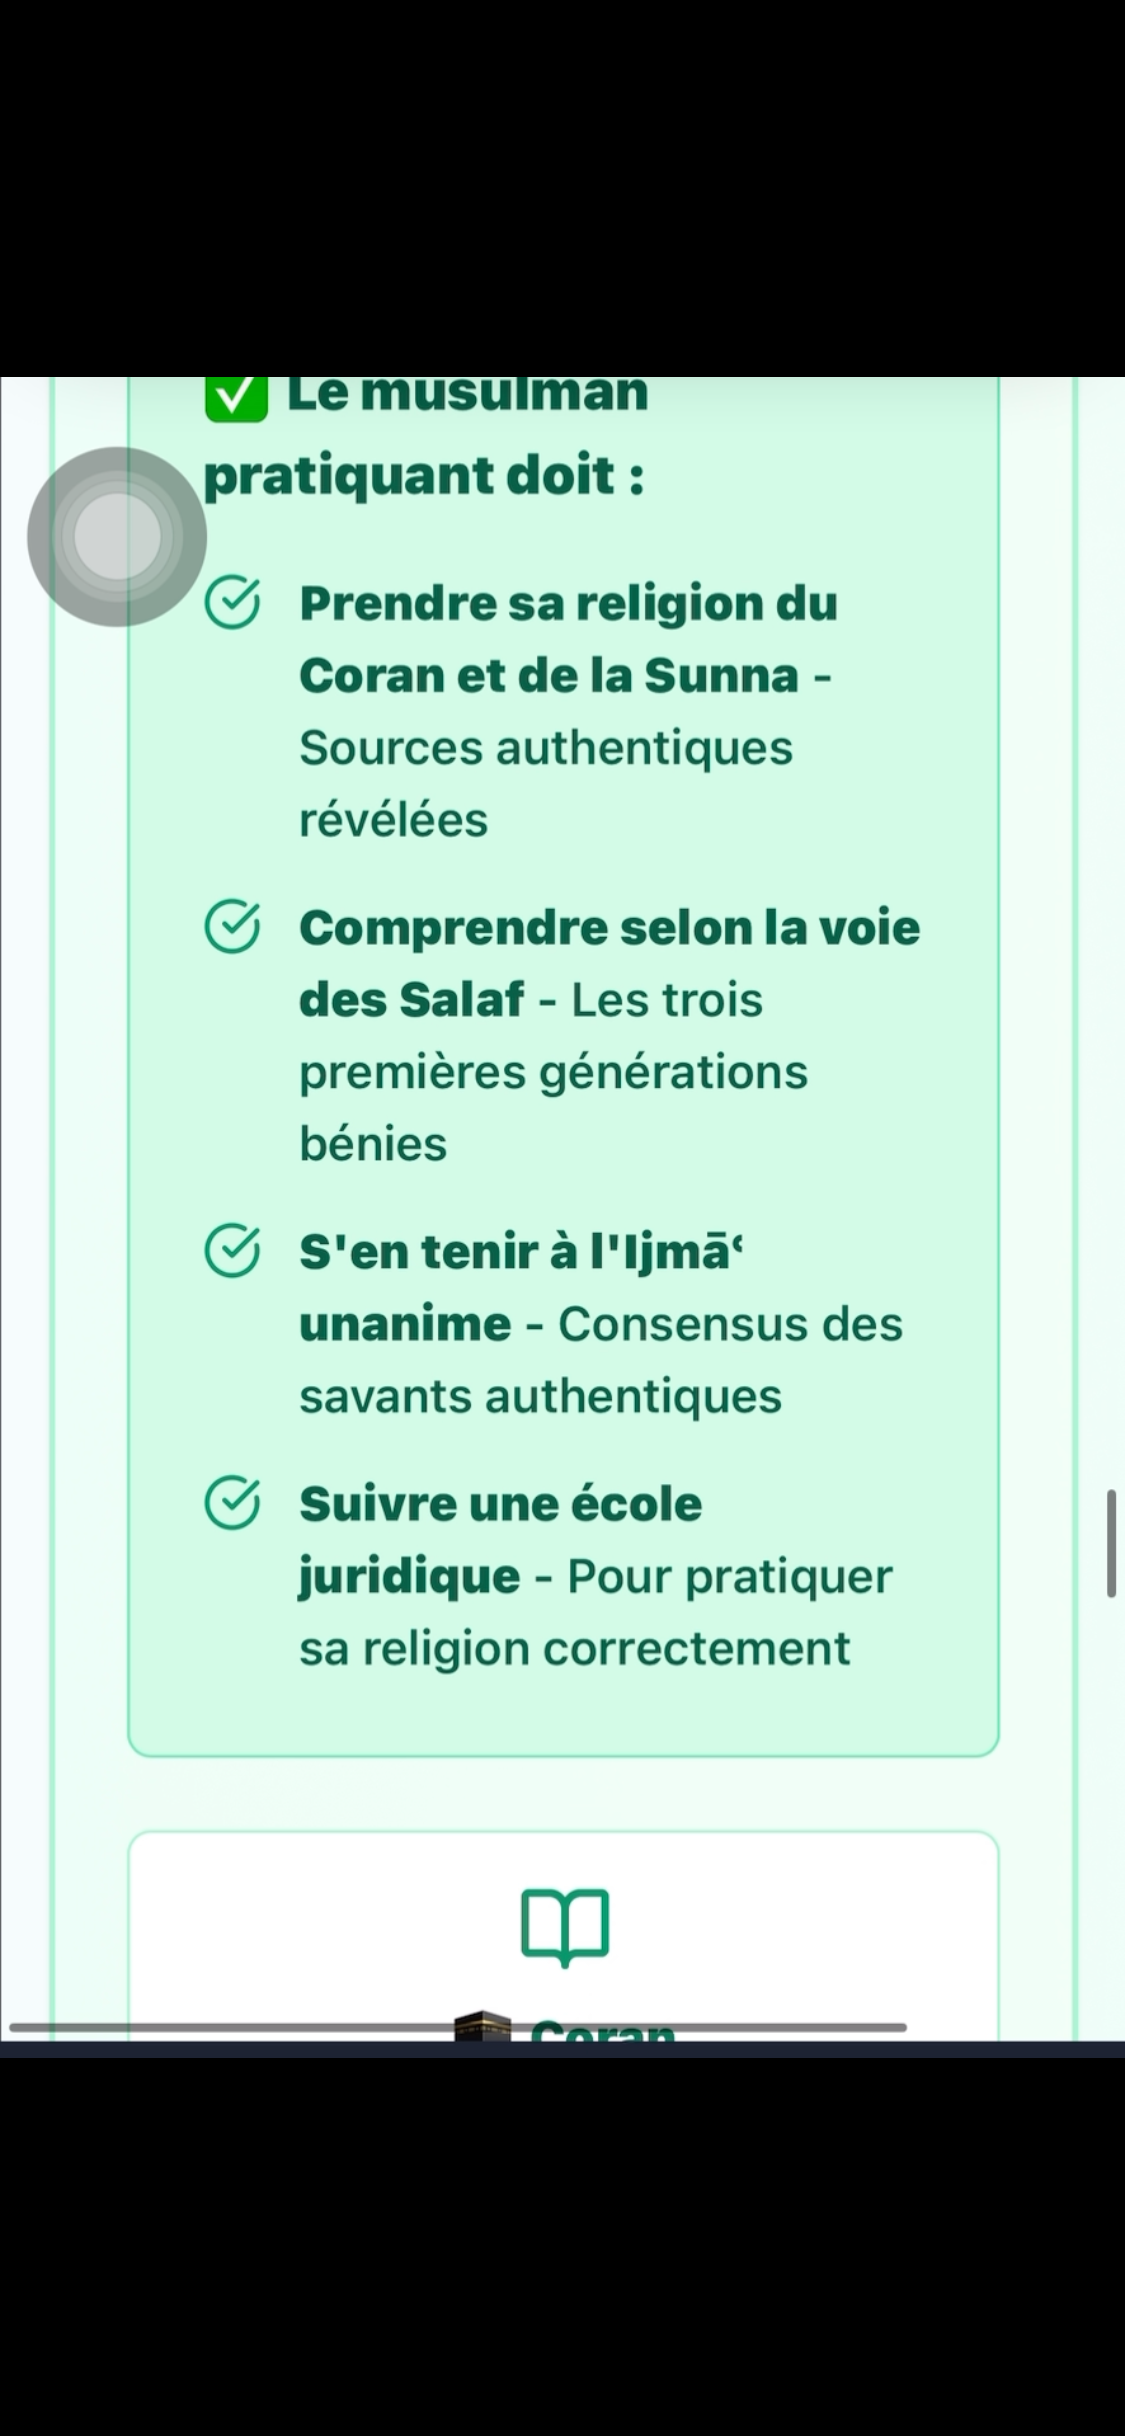 ✅ Le musulman
pratiquant doit :
Prendre sa religion du
Coran et de la Sunna -
Sources authentiques
révélées
Comprendre selon la voie
des Salaf - Les trois
premières générations
bénies
S'en tenir à l'Ijmāʿ
unanime - Consensus des
savants authentiques
Suivre une école
juridique - Pour pratiquer
sa religion correctement
🕋 Coran